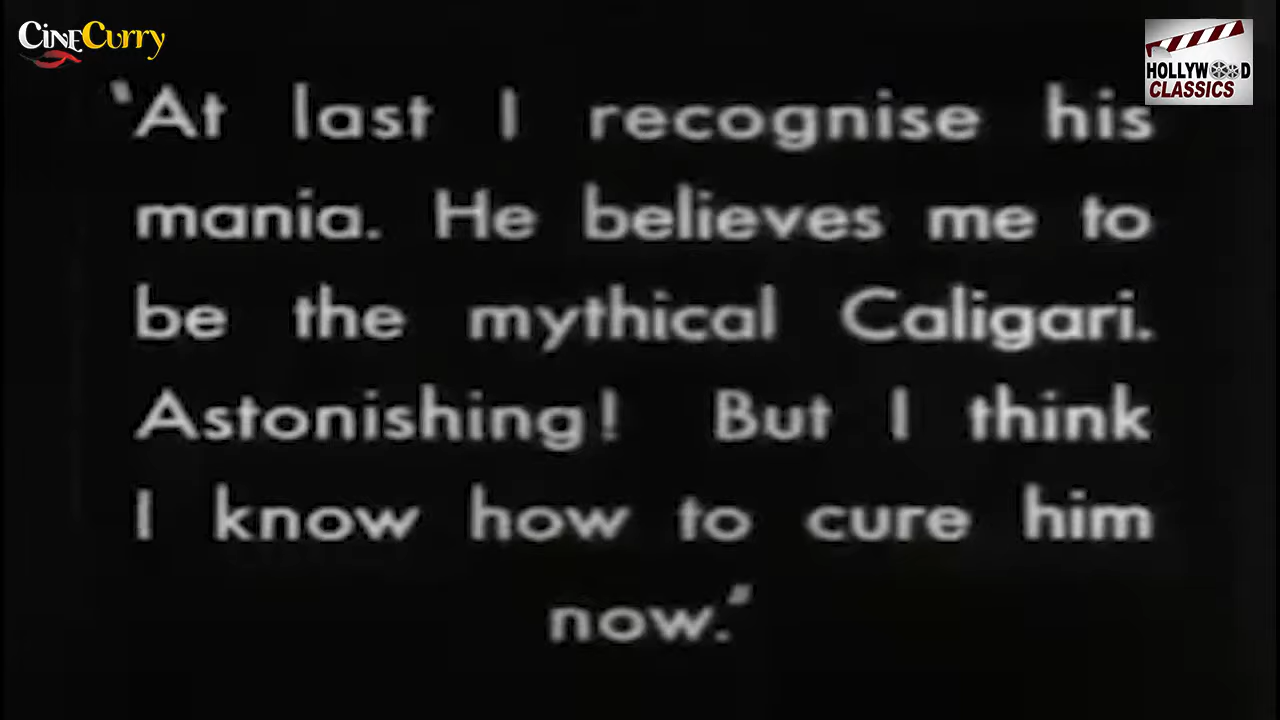 CineCurry
HOLLYWOOD
CLASSICS
"At last I recognise his
mania. He believes me to
be the mythical Caligari.
Astonishing! But I think
I know how to cure him
now."